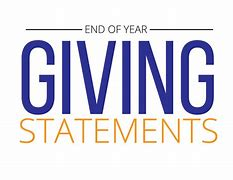 END OF YEAR
GIVING
STATEMENTS